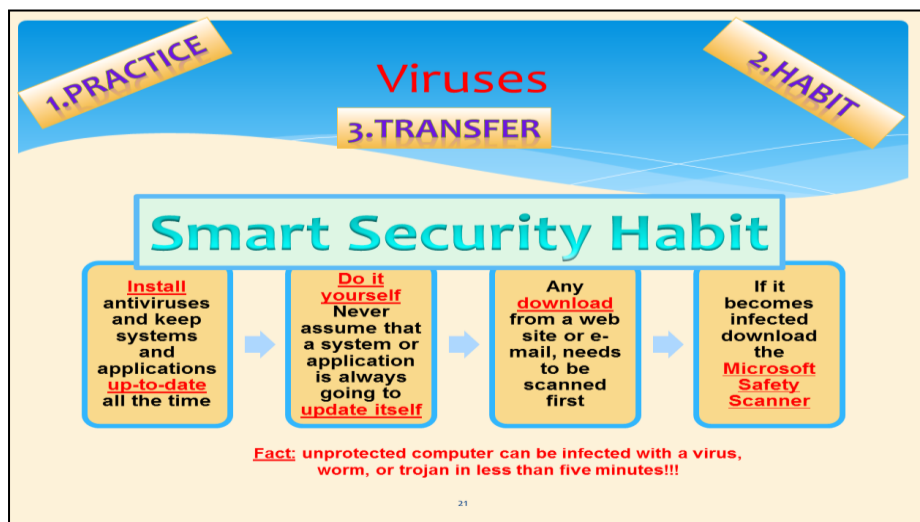 1.PRACTICE
Viruses
2.HABIT
3.TRANSFER
Smart Security Habit
Install
antiviruses
and keep
systems
and
applications
up-to-date
all the time
Do it
yourself
Never
assume that
a system or
application
is always
going to
update itself
Any
download
from a web
site or e-
mail, needs
to be
scanned
first
If it
becomes
infected
download
the
Microsoft
Safety
Scanner
Fact: unprotected computer can be infected with a virus,
worm, or trojan in less than five minutes!!!
21